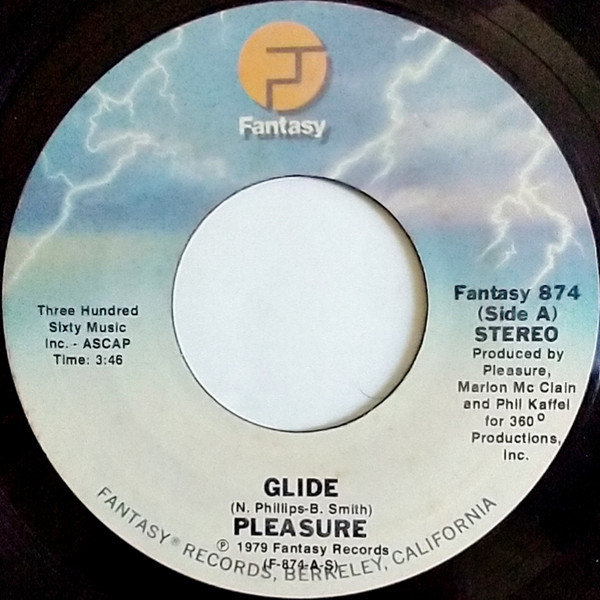 Fantasy
Three Hundred
Sixty Music
Inc. - ASCAP
Time: 3:46
Fantasy 874
(Side A)
STEREO
Produced by
Pleasure,
Marlon Mc Clain
and Phil Kaffel
for 360°
Productions,
Inc.
GLIDE
(N. Phillips-B. Smith)
PLEASURE
℗ 1979 Fantasy Records
(F-874-A-S)
FANTASY® RECORDS, BERKELEY, CALIFORNIA